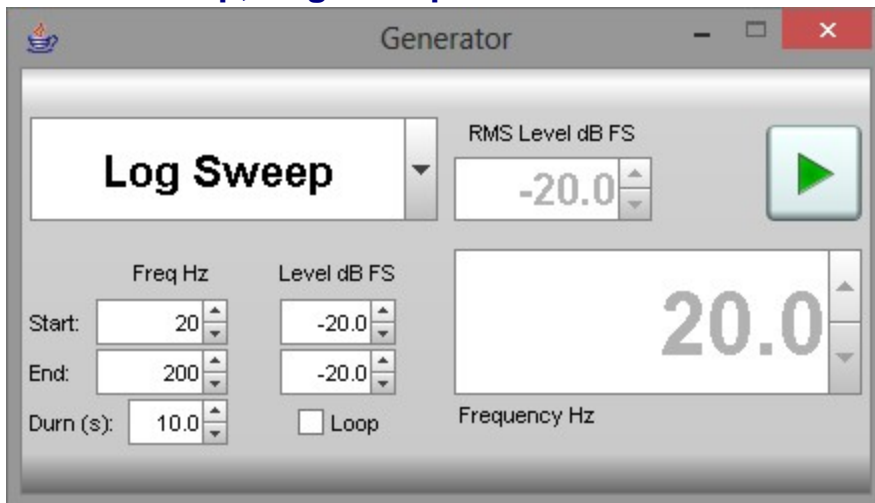 Generator
RMS Level dB FS
Log Sweep
-20.0
Freq Hz
Level dB FS
Start:
20
-20.0
20.0
End:
200
-20.0
Durn (s):
10.0
Loop
Frequency Hz